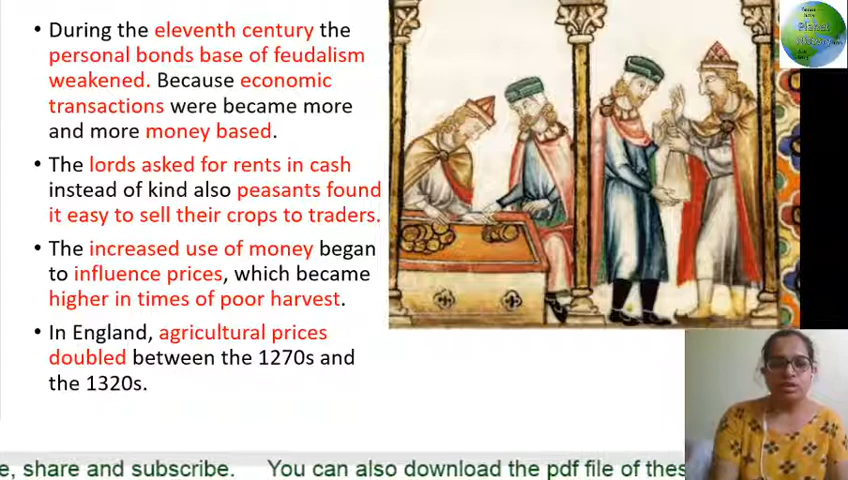 • During the eleventh century the
personal bonds base of feudalism
weakened. Because economic
transactions were became more
and more money based.
• The lords asked for rents in cash
instead of kind also peasants found
it easy to sell their crops to traders.
• The increased use of money began
to influence prices, which became
higher in times of poor harvest.
• In England, agricultural prices
doubled between the 1270s and
the 1320s.
Planet
History
e, share and subscribe. You can also download the pdf file of thes